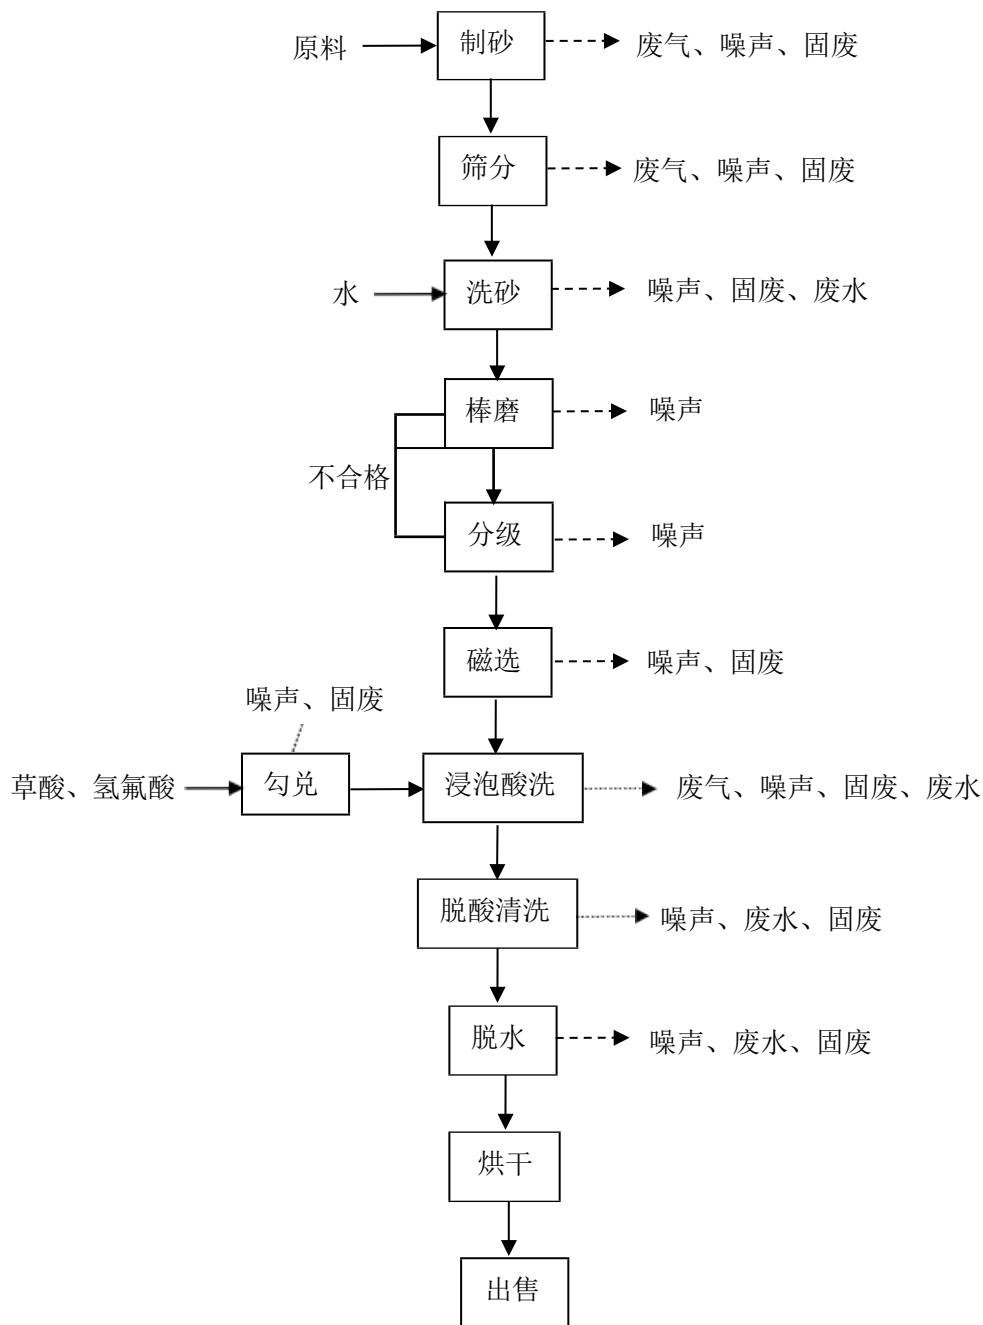 原料
制砂
废气、噪声、固废
筛分
废气、噪声、固废
水
洗砂
噪声、固废、废水
棒磨
噪声
不合格
分级
噪声
磁选
噪声、固废
噪声、固废
草酸、氢氟酸
勾兑
浸泡酸洗
废气、噪声、固废、废水
脱酸清洗
噪声、废水、固废
脱水
噪声、废水、固废
烘干
出售